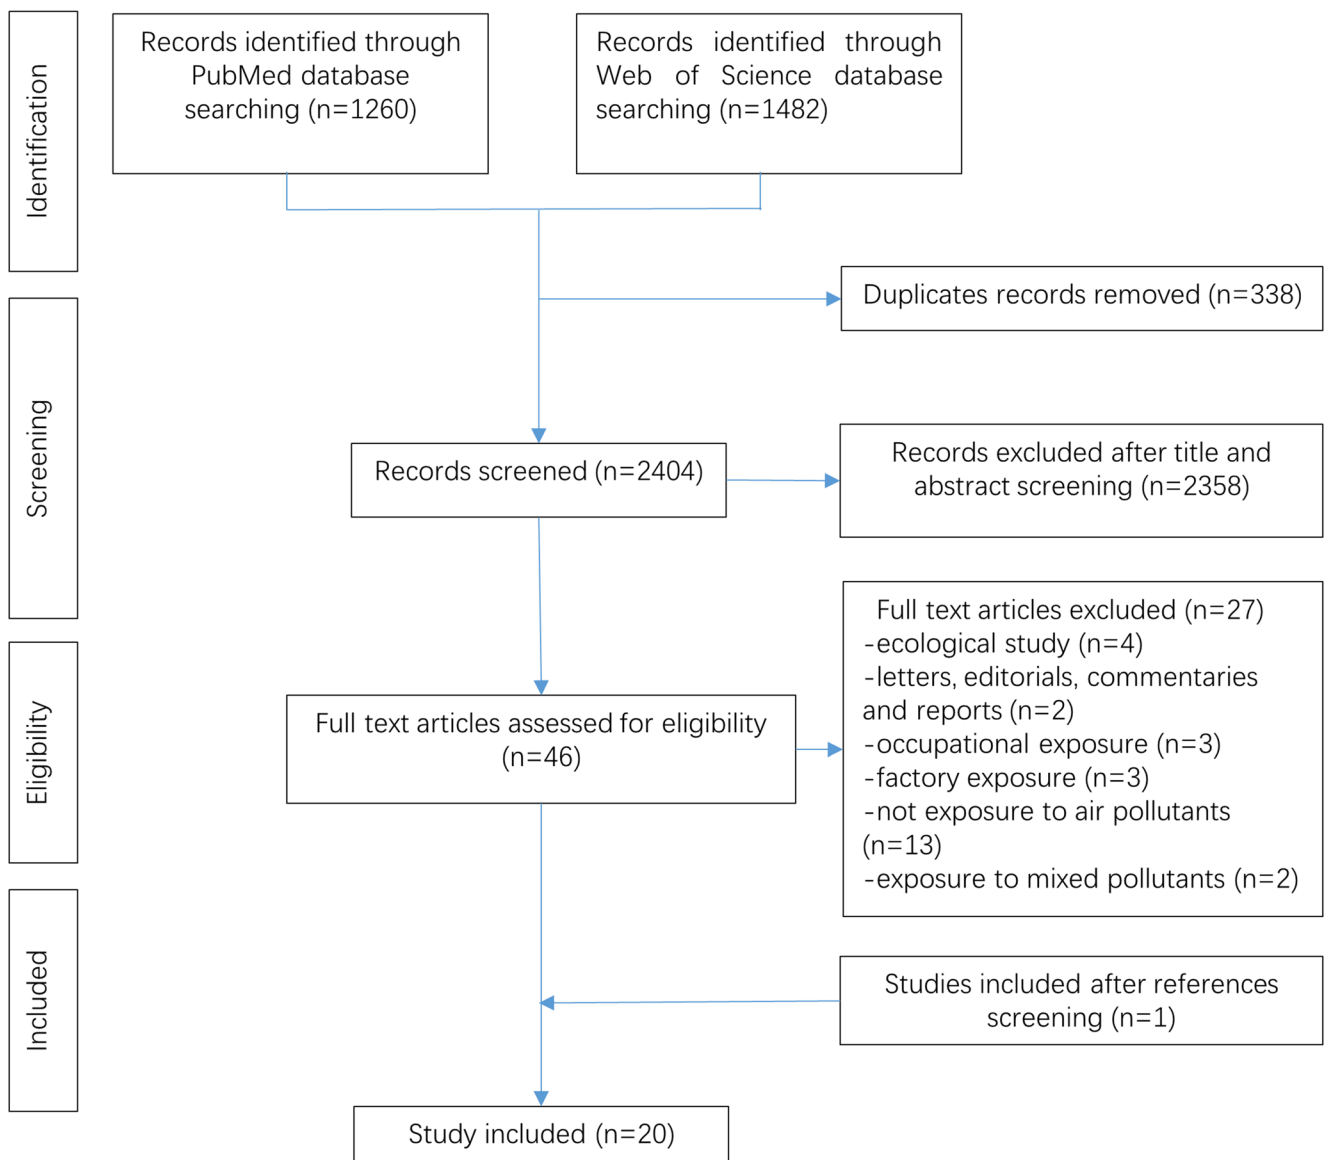 Identification
Records identified through
PubMed database
searching (n=1260)
Records identified through
Web of Science database
searching (n=1482)
Duplicates records removed (n=338)
Screening
Records screened (n=2404)
Records excluded after title and
abstract screening (n=2358)
Eligibility
Full text articles assessed for eligibility
(n=46)
Full text articles excluded (n=27)
-ecological study (n=4)
-letters, editorials, commentaries
and reports (n=2)
-occupational exposure (n=3)
-factory exposure (n=3)
-not exposure to air pollutants
(n=13)
-exposure to mixed pollutants (n=2)
Included
Studies included after references
screening (n=1)
Study included (n=20)